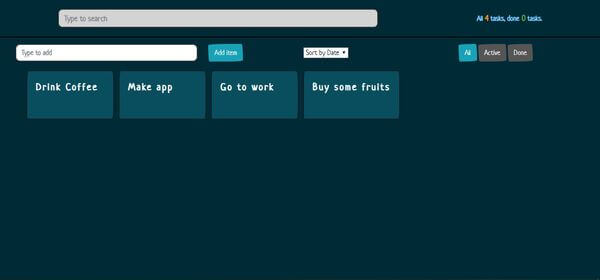 Type to search
All 4 tasks, done 0 tasks.
Type to add
Add item
Sort by Date
All
Active
Done
Drink Coffee
Make app
Go to work
Buy some fruits